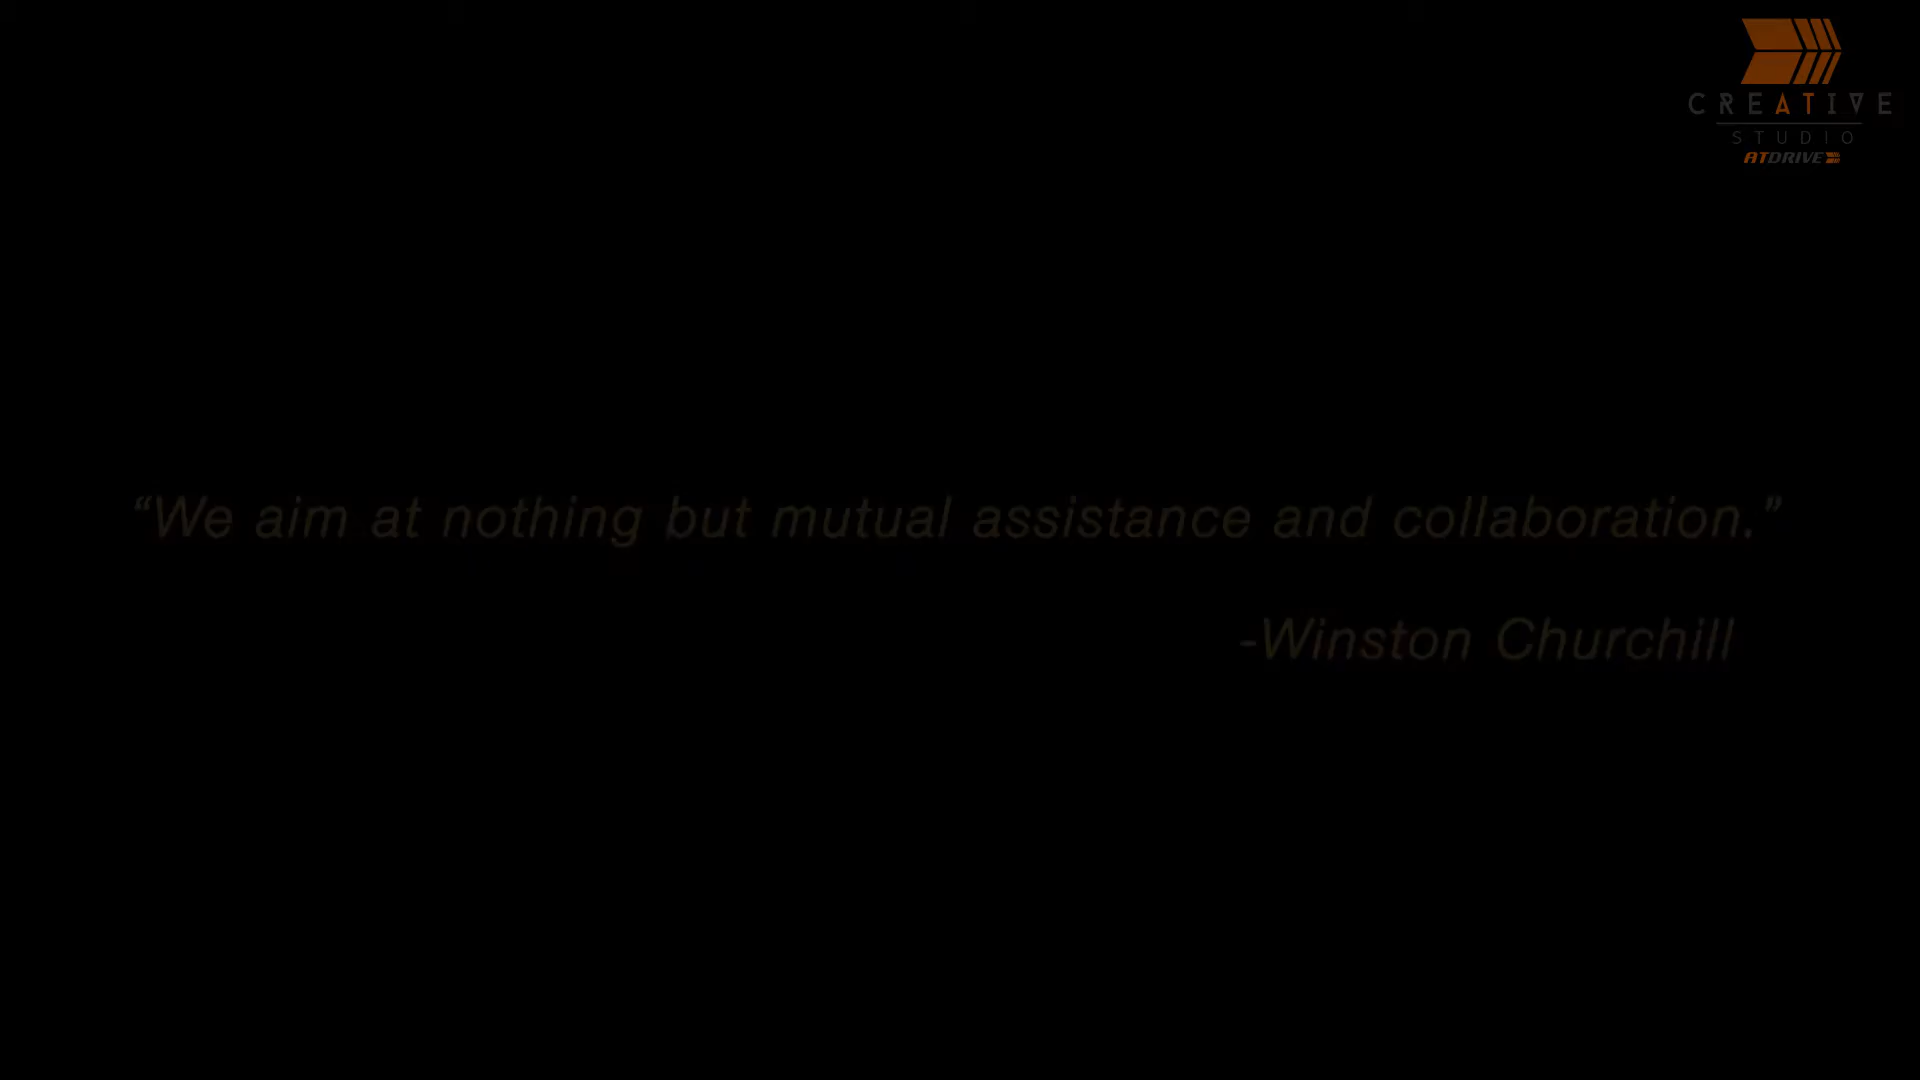 CREATIVE
STUDIO
ATDRIVE
“We aim at nothing but mutual assistance and collaboration.”
-Winston Churchill